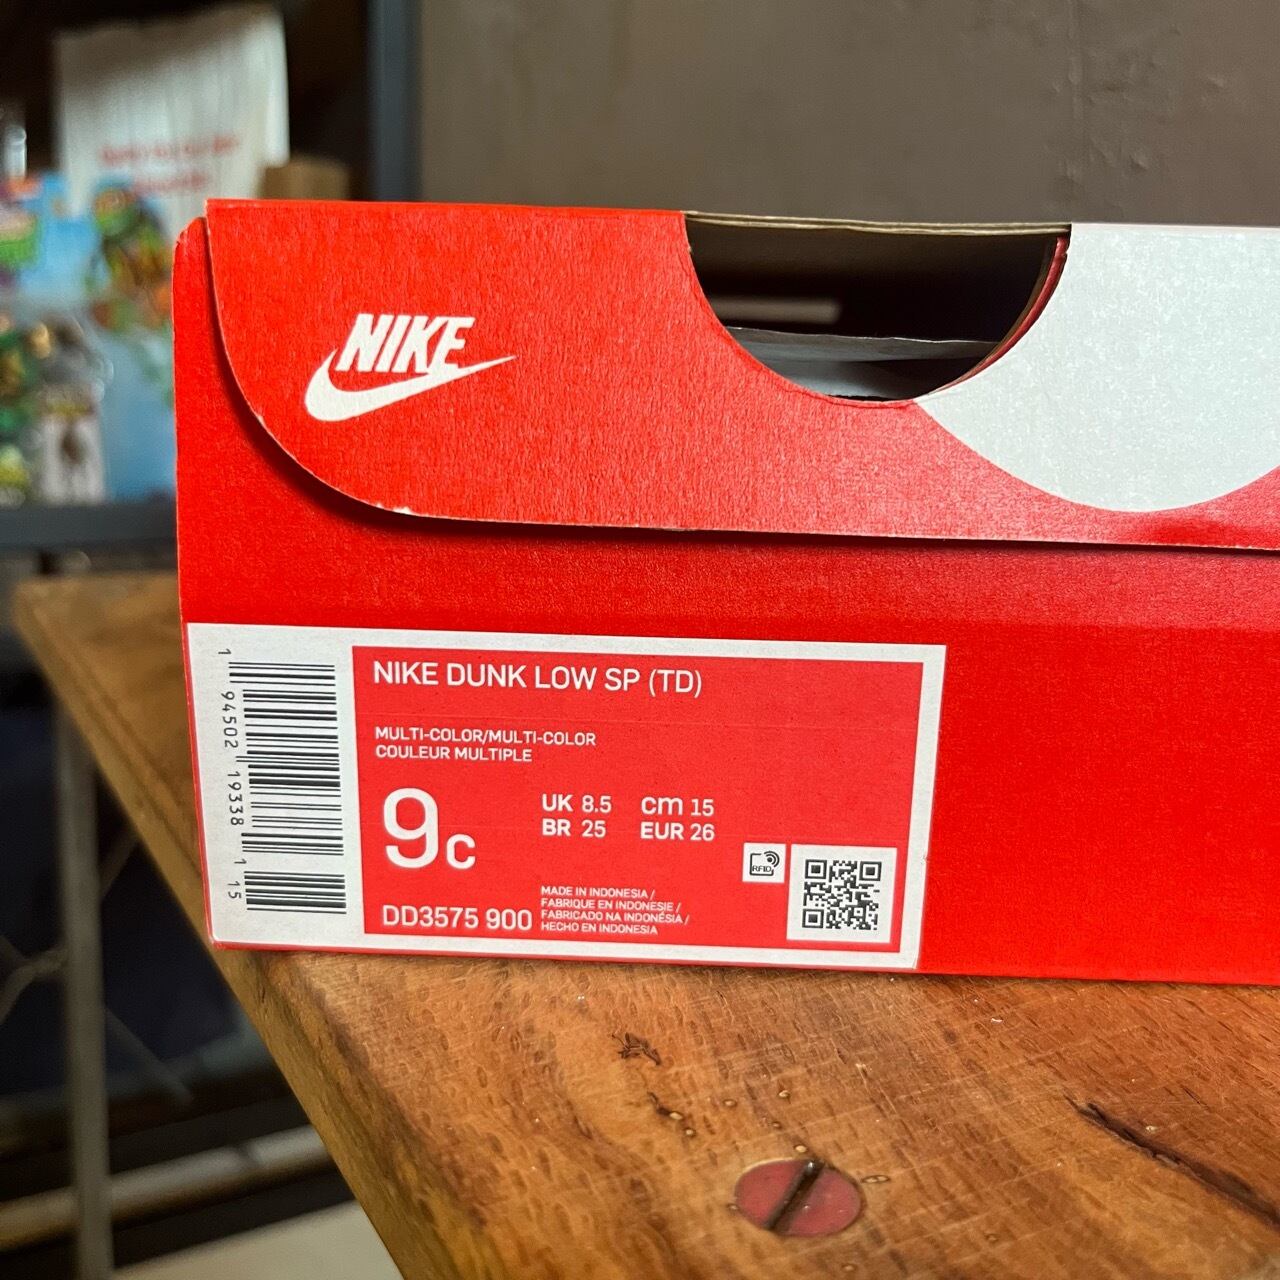 NIKE
NIKE DUNK LOW SP (TD)
MULTI-COLOR/MULTI-COLOR
COULEUR MULTIPLE
9c
UK 8.5 cm 15
BR 25 EUR 26
DD3575 900
MADE IN INDONESIA /
FABRIQUE EN INDONESIE /
FABRICADO NA INDONÉSIA /
HECHO EN INDONESIA
RFID
1 94502 19338 1 15